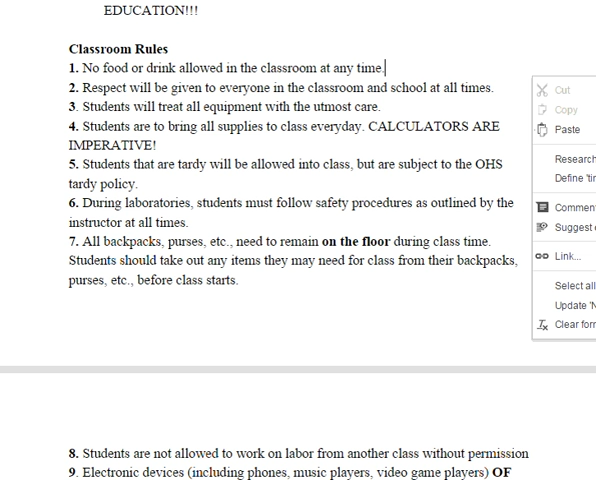 EDUCATION!!!
Classroom Rules
1. No food or drink allowed in the classroom at any time.
2. Respect will be given to everyone in the classroom and school at all times.
3. Students will treat all equipment with the utmost care.
4. Students are to bring all supplies to class everyday. CALCULATORS ARE
IMPERATIVE!
5. Students that are tardy will be allowed into class, but are subject to the OHS
tardy policy.
6. During laboratories, students must follow safety procedures as outlined by the
instructor at all times.
7. All backpacks, purses, etc., need to remain on the floor during class time.
Students should take out any items they may need for class from their backpacks,
purses, etc., before class starts.
Cut
Copy
Paste
Research
Define 'tir
Commen
Suggest
Link...
Select all
Update 'N
Clear for
8. Students are not allowed to work on labor from another class without permission
9. Electronic devices (including phones, music players, video game players) OF